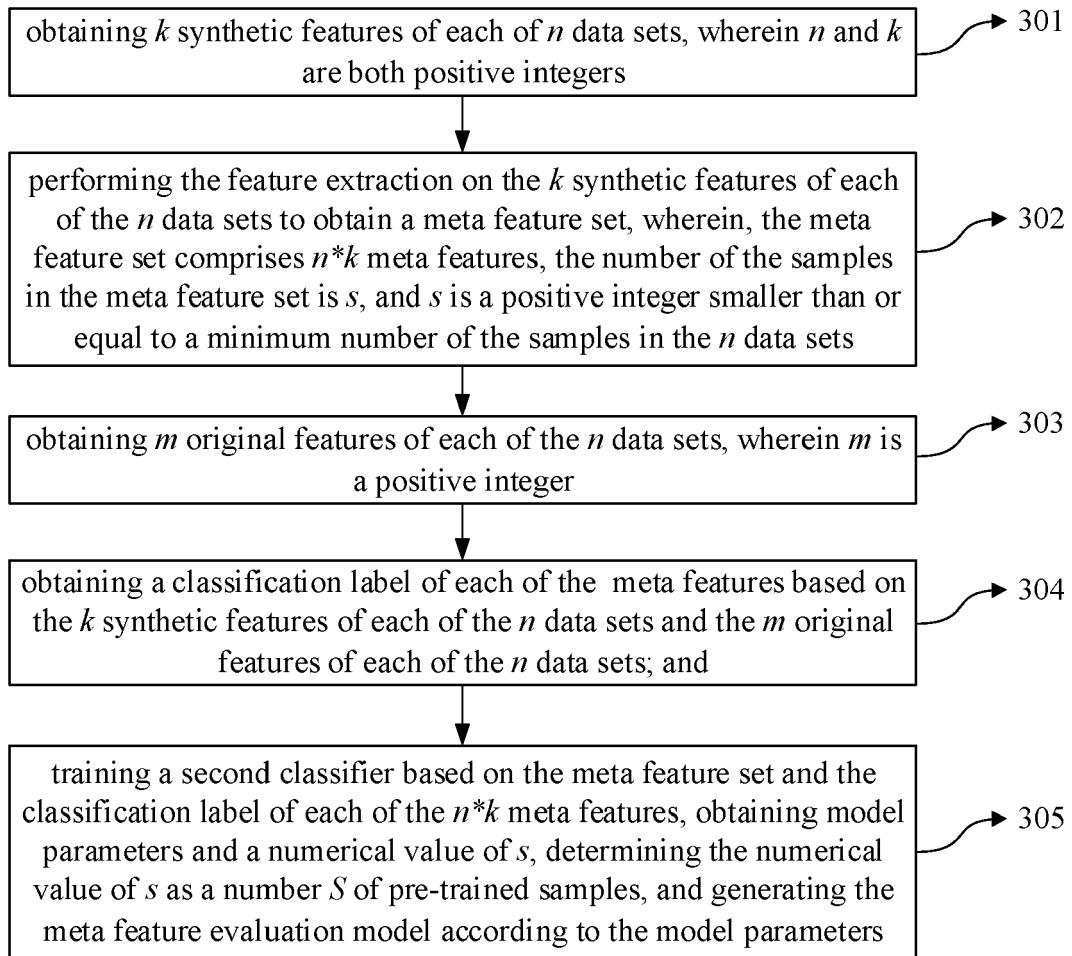 obtaining k synthetic features of each of n data sets, wherein n and k
are both positive integers
301
performing the feature extraction on the k synthetic features of each
of the n data sets to obtain a meta feature set, wherein, the meta
feature set comprises n*k meta features, the number of the samples
in the meta feature set is s, and s is a positive integer smaller than or
equal to a minimum number of the samples in the n data sets
302
obtaining m original features of each of the n data sets, wherein m is
a positive integer
303
obtaining a classification label of each of the meta features based on
the k synthetic features of each of the n data sets and the m original
features of each of the n data sets; and
304
training a second classifier based on the meta feature set and the
classification label of each of the n*k meta features, obtaining model
parameters and a numerical value of s, determining the numerical
value of s as a number S of pre-trained samples, and generating the
meta feature evaluation model according to the model parameters
305